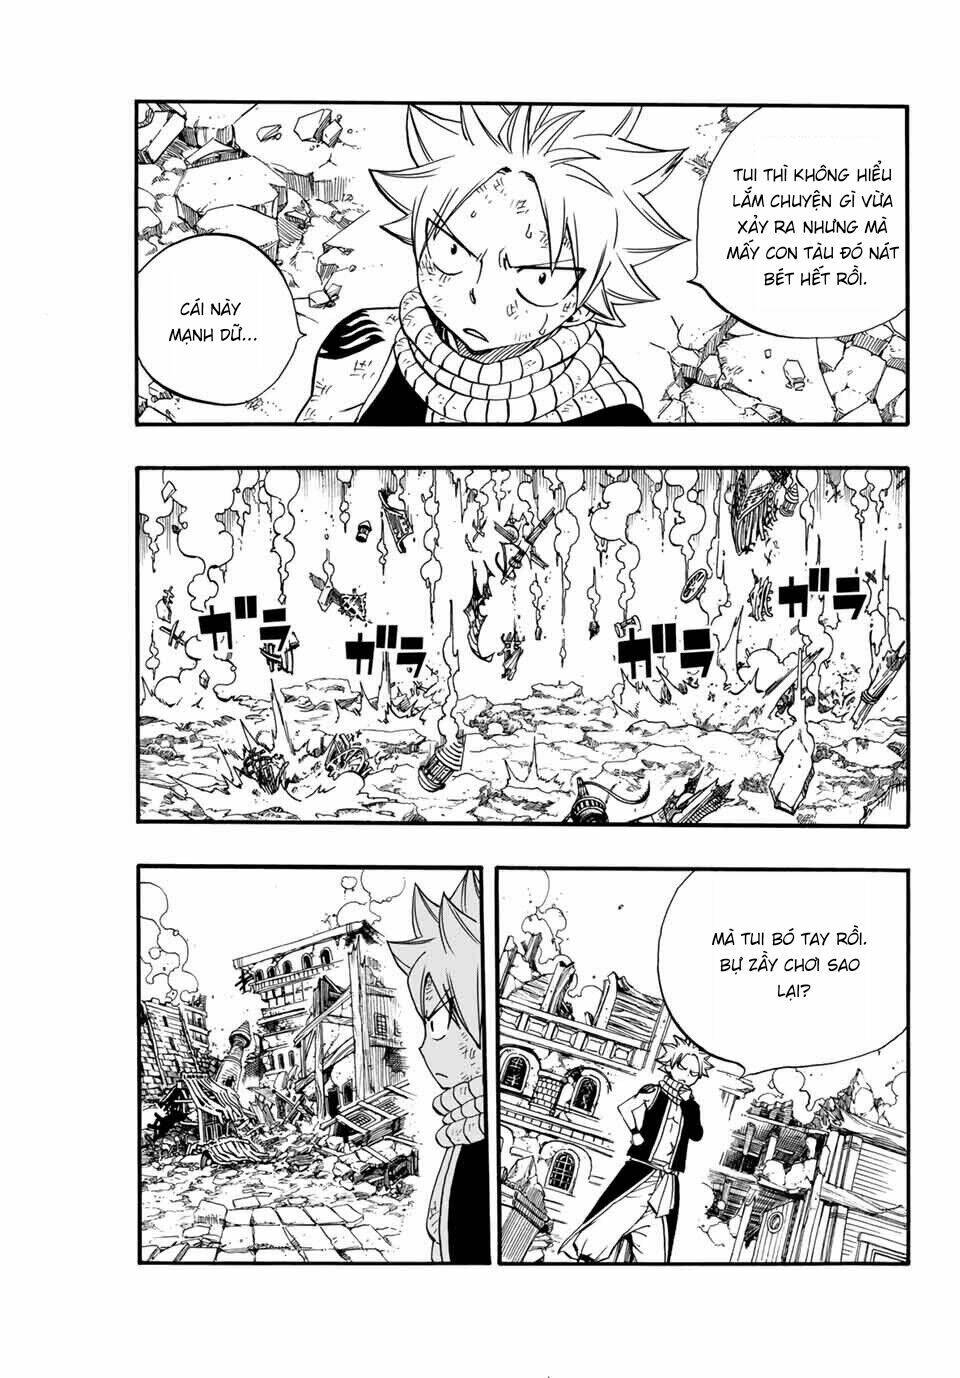 TUI THÌ KHÔNG HIỂU
LẮM CHUYỆN GÌ VỪA
XẢY RA NHƯNG MÀ
MẤY CON TÀU ĐÓ NÁT
BÉT HẾT RỒI.
CÁI NÀY
MẠNH DỮ...
ガラ
ガラ
ガラ
ガラ
MÀ TUI BÓ TAY RỒI.
BỰ ZẦY CHƠI SAO
LẠI?